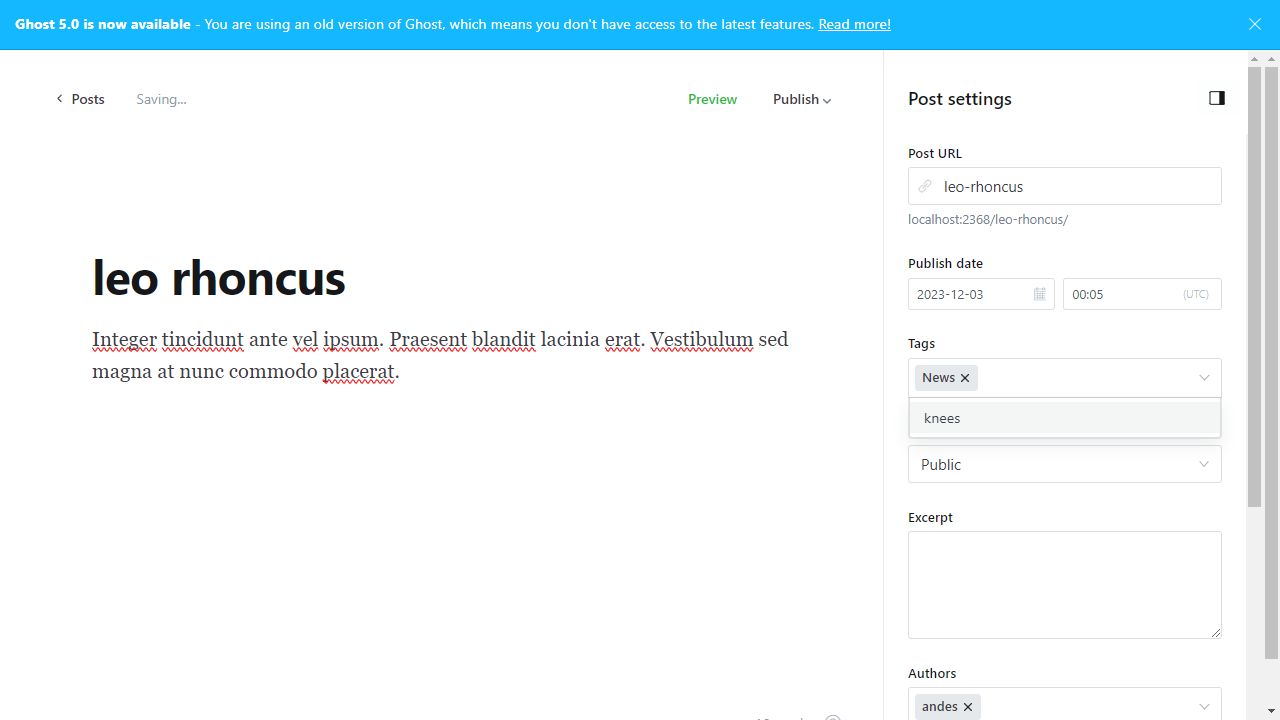 Ghost 5.0 is now available - You are using an old version of Ghost, which means you don't have access to the latest features. Read more!
Posts
Saving...
Preview
Publish
leo rhoncus
Integer tincidunt ante vel ipsum. Praesent blandit lacinia erat. Vestibulum sed
magna at nunc commodo placerat.
Post settings
Post URL
leo-rhoncus
localhost:2368/leo-rhoncus/
Publish date
2023-12-03
00:05
(UTC)
Tags
News
knees
Public
Excerpt
Authors
andes